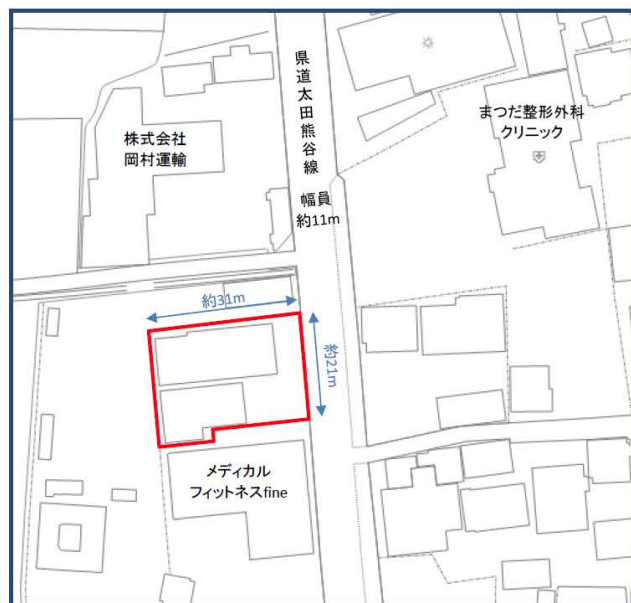 県道太田熊谷線
幅員
約11m
株式会社
岡村運輸
まつだ整形外科
クリニック
約31m
約21m
メディカル
フィットネスfine